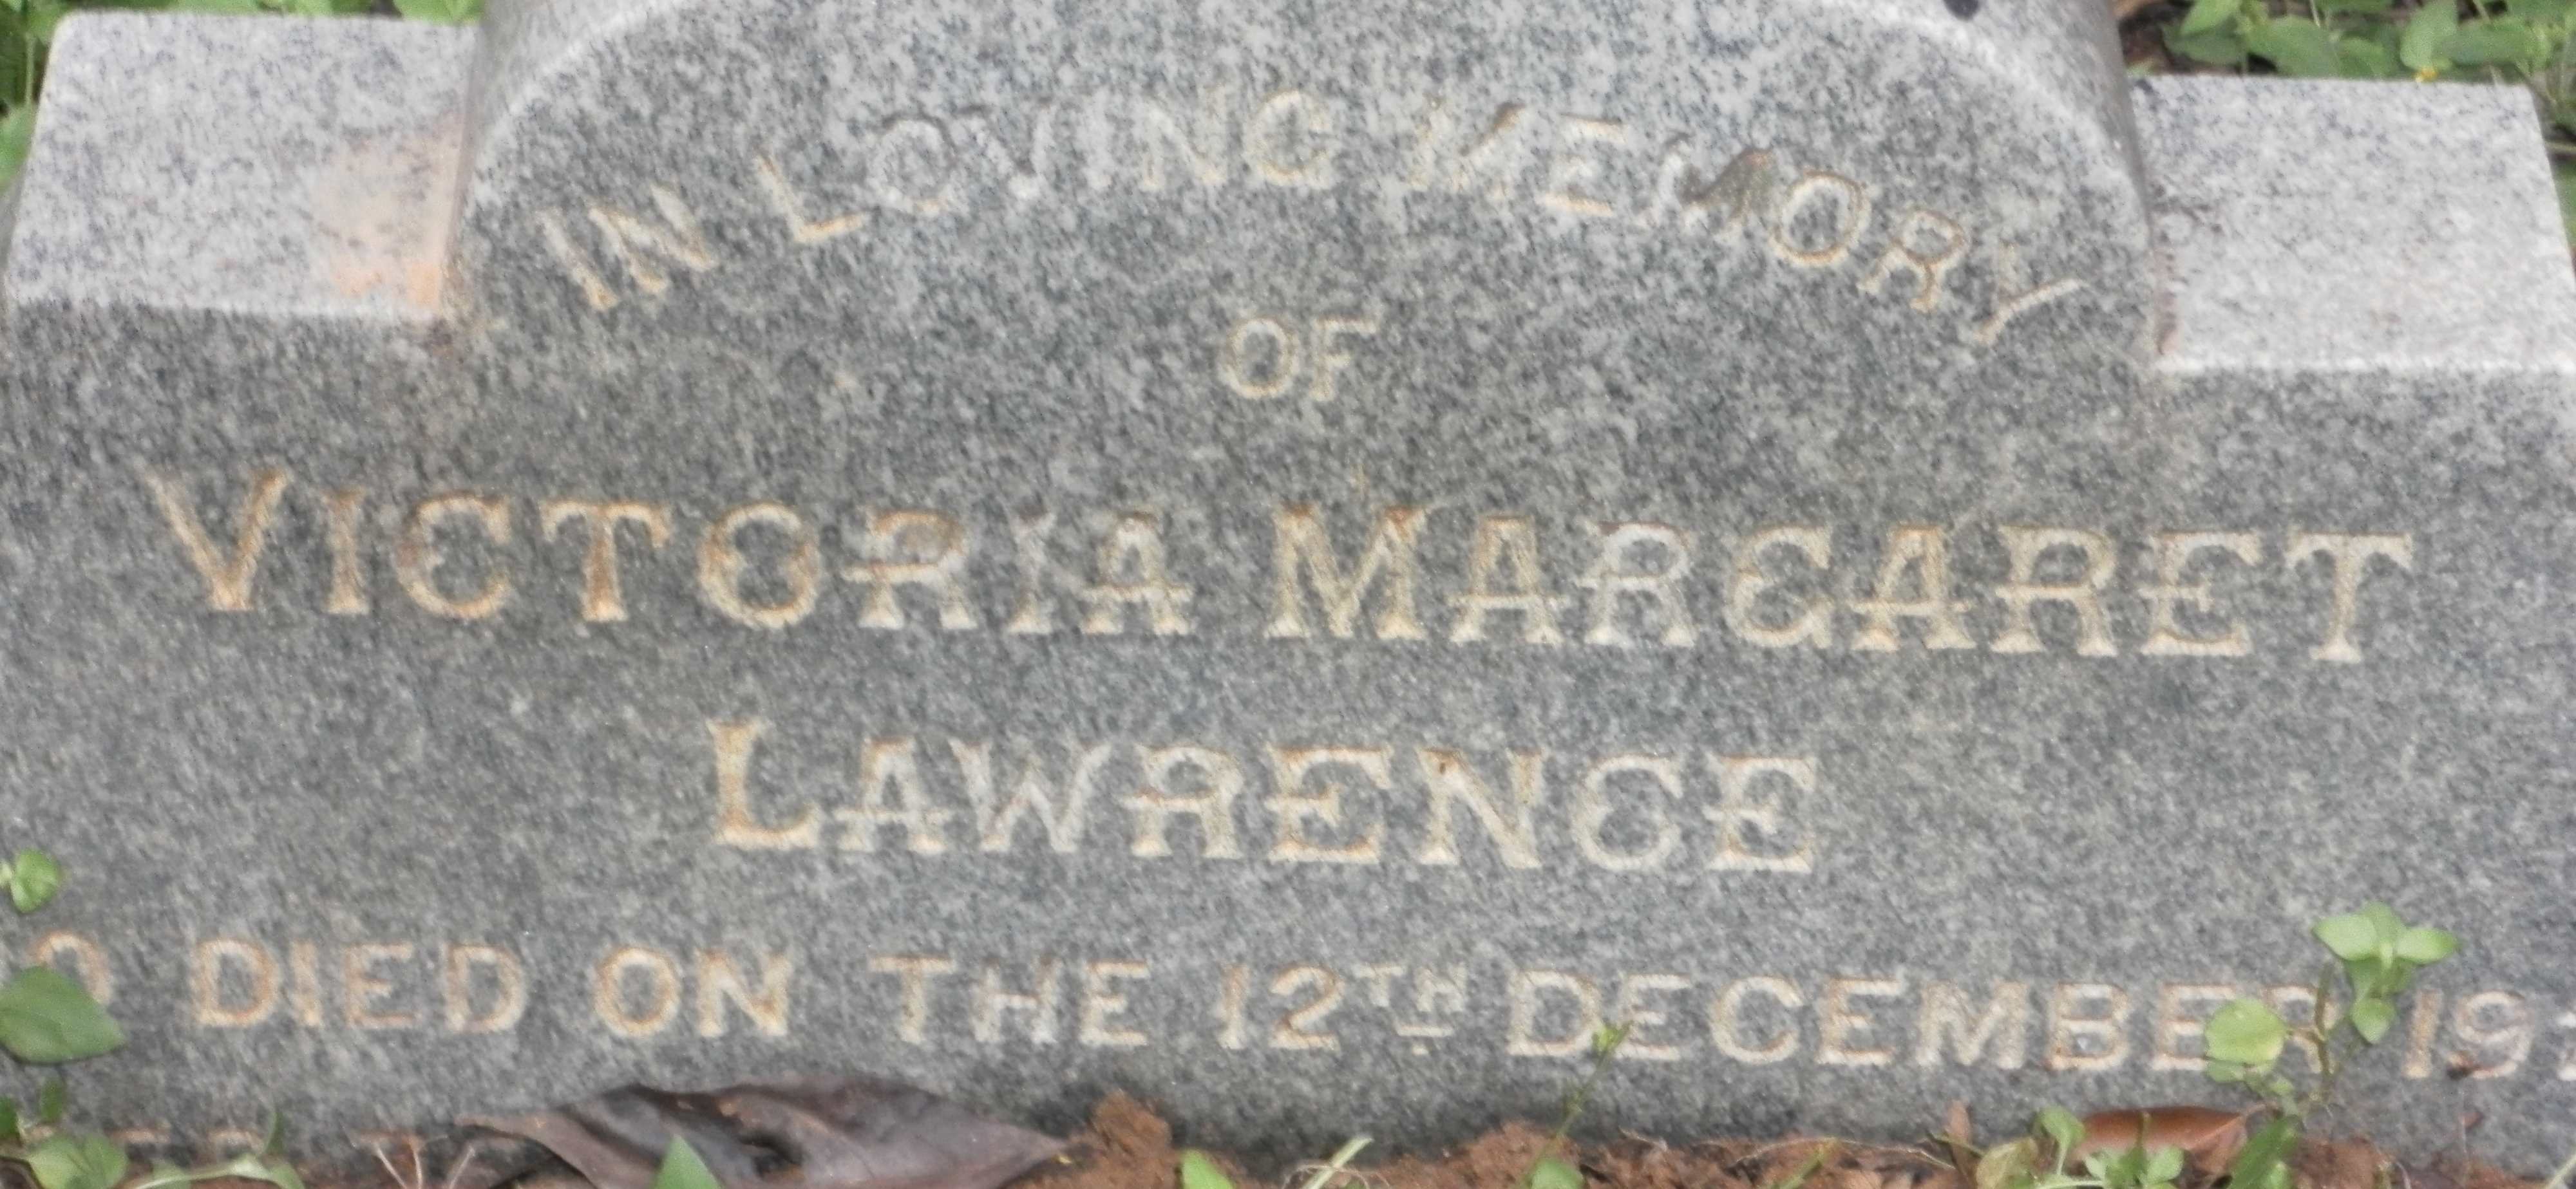 IN LOVING MEMORY
OF
VICTORIA MARGARET
LAWRENCE
DIED ON THE 12TH DECEMBER